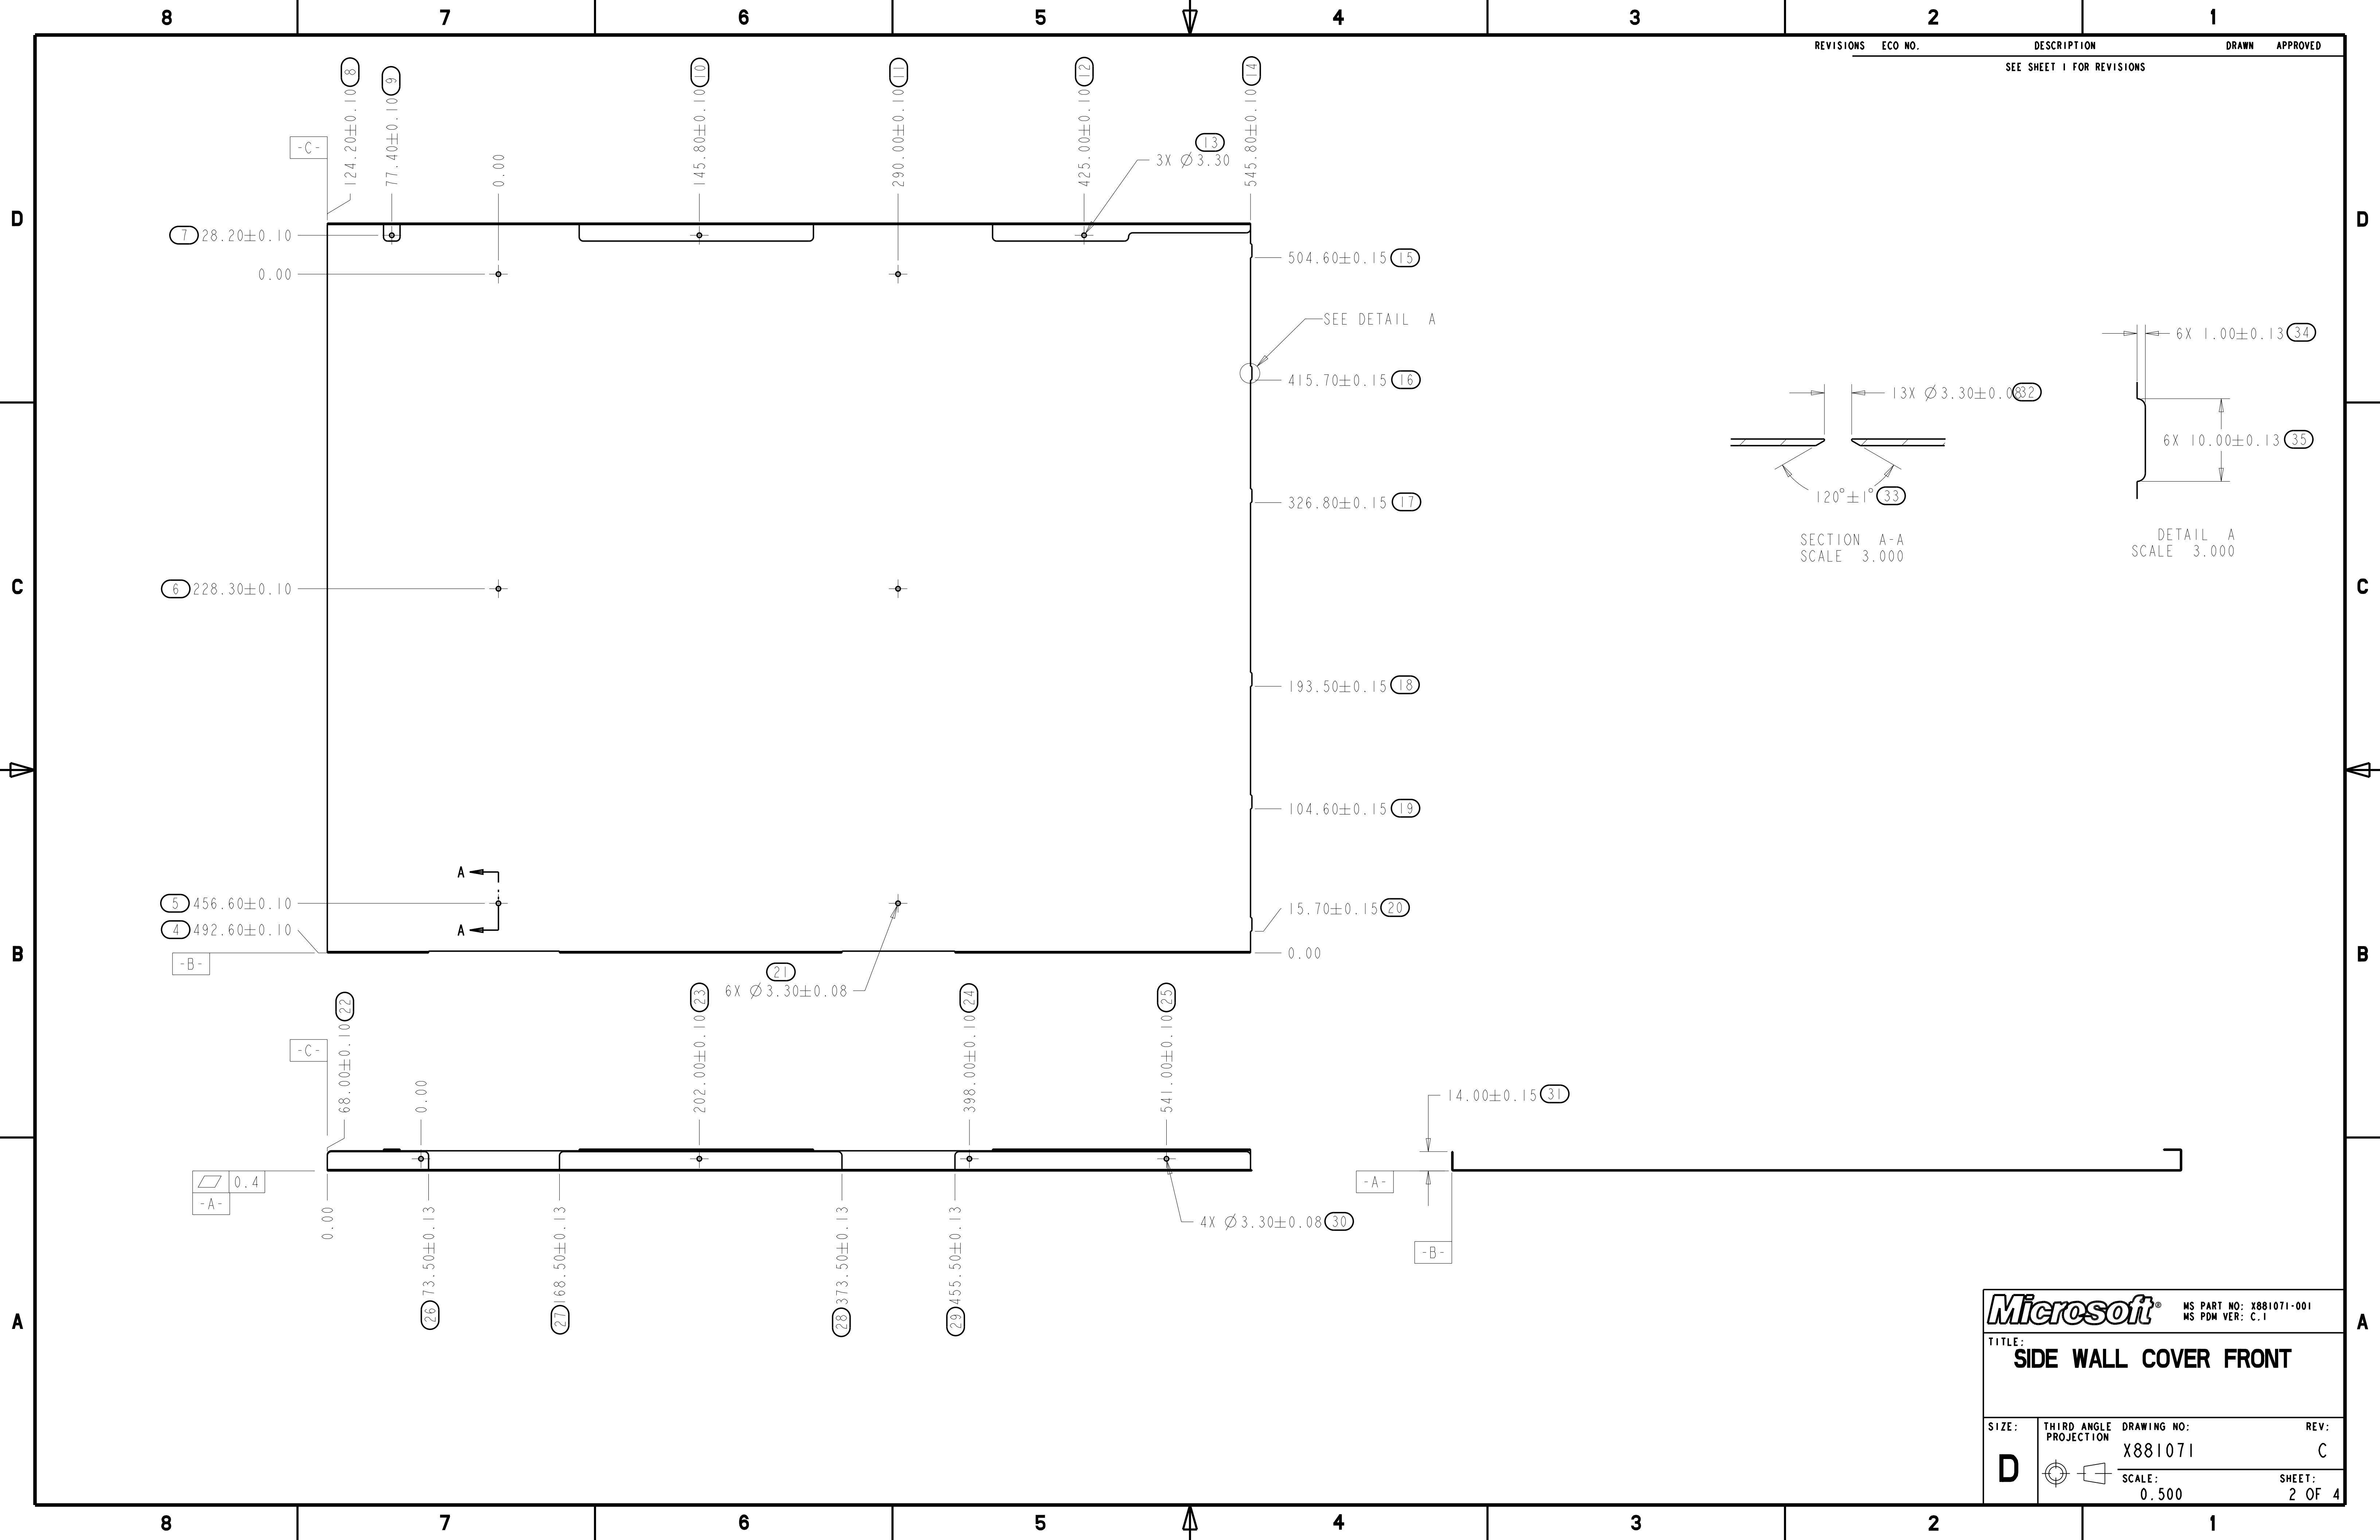 8 7 6 5 4 3 2 1
REVISIONS ECO NO. DESCRIPTION DRAWN APPROVED
SEE SHEET 1 FOR REVISIONS
124.20±0.10 8
77.40±0.10 9
0.00
145.80±0.10 10
290.00±0.10 11
425.00±0.10 12
545.80±0.10 14
-C-
13
3X Ø3.30
D
D
7 28.20±0.10
0.00
504.60±0.15 15
SEE DETAIL A
415.70±0.15 16
326.80±0.15 17
6X 1.00±0.13 34
13X Ø3.30±0.08 32
6X 10.00±0.13 35
120°±1° 33
SECTION A-A
SCALE 3.000
DETAIL A
SCALE 3.000
C
C
6 228.30±0.10
193.50±0.15 18
104.60±0.15 19
A
A
5 456.60±0.10
4 492.60±0.10
15.70±0.15 20
0.00
B
B
-B-
21
6X Ø3.30±0.08
-C-
68.00±0.10 22
0.00
202.00±0.10 23
398.00±0.10 24
541.00±0.10 25
14.00±0.15 31
0.4
-A-
-A-
-B-
0.00
26 73.50±0.13
27 168.50±0.13
28 373.50±0.13
29 455.50±0.13
4X Ø3.30±0.08 30
A
A
Microsoft®
MS PART NO: X881071-001
MS PDM VER: C.1
TITLE:
SIDE WALL COVER FRONT
SIZE:
D
THIRD ANGLE
PROJECTION
DRAWING NO:
X881071
REV:
C
SCALE:
0.500
SHEET:
2 OF 4
8 7 6 5 4 3 2 1